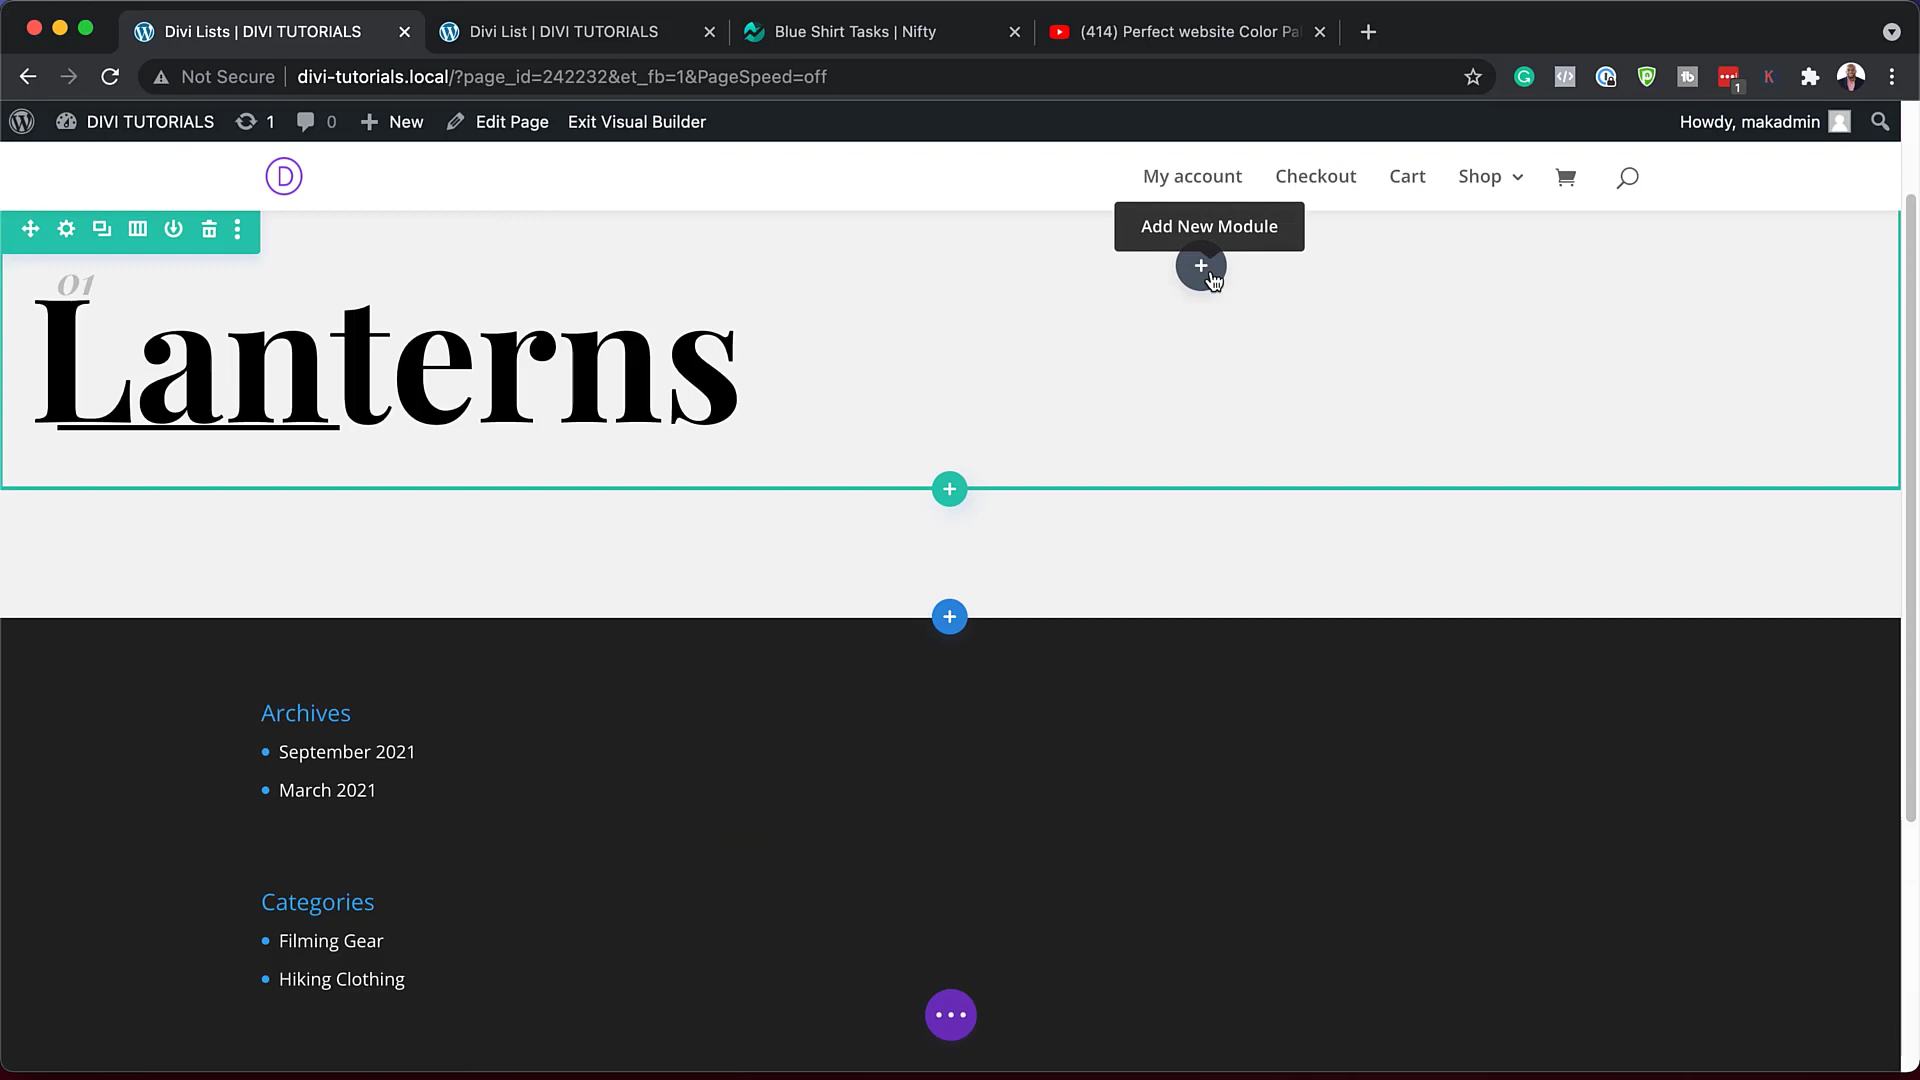 Divi Lists | DIVI TUTORIALS
Divi List | DIVI TUTORIALS
Blue Shirt Tasks | Nifty
(414) Perfect website Color Pal
Not Secure
divi-tutorials.local/?page_id=242232&et_fb=1&PageSpeed=off
DIVI TUTORIALS
1
0
New
Edit Page
Exit Visual Builder
Howdy, makadmin
D
My account
Checkout
Cart
Shop
Add New Module
01
Lanterns
Archives
September 2021
March 2021
Categories
Filming Gear
Hiking Clothing